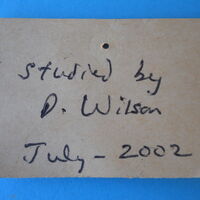 studied by
D. Wilson
July - 2002